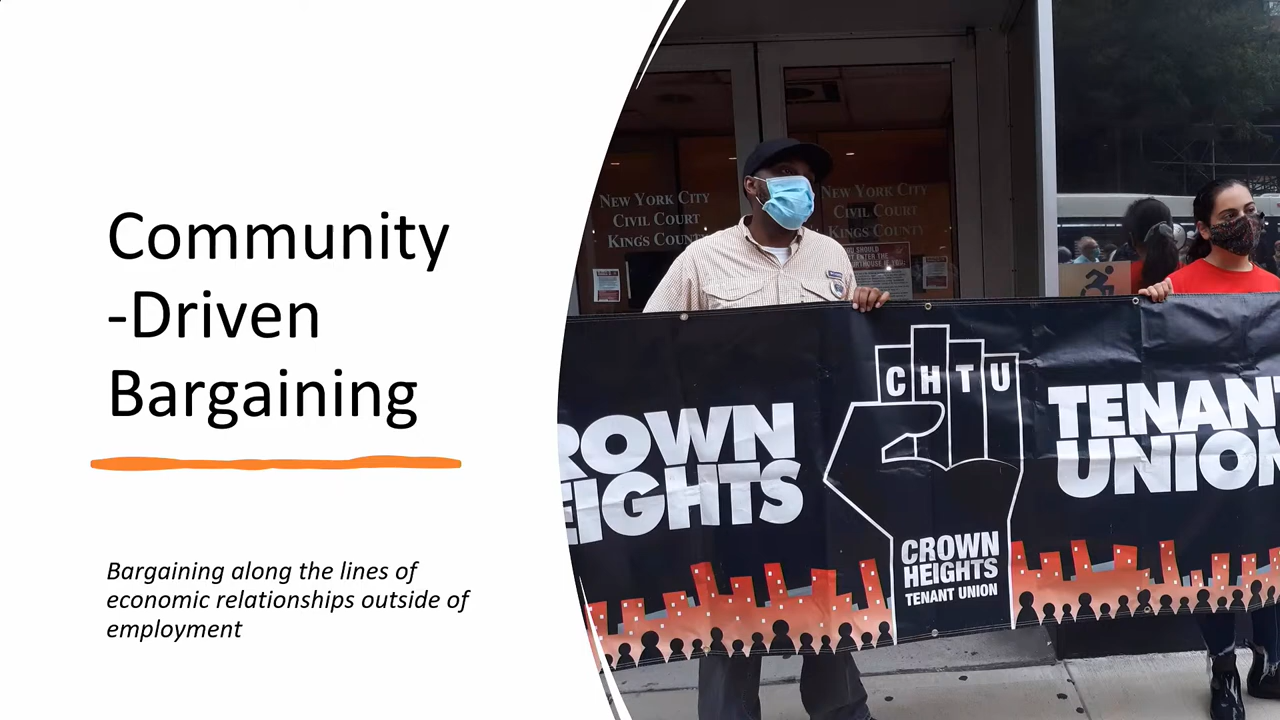 Community
-Driven
Bargaining
Bargaining along the lines of
economic relationships outside of
employment
NEW YORK CITY
CIVIL COURT
KINGS COUNTY
NEW YORK CITY
CIVIL COURT
KINGS COUNTY
CHTU
ROWN
EIGHTS
TENANT
UNION
CROWN
HEIGHTS
TENANT UNION